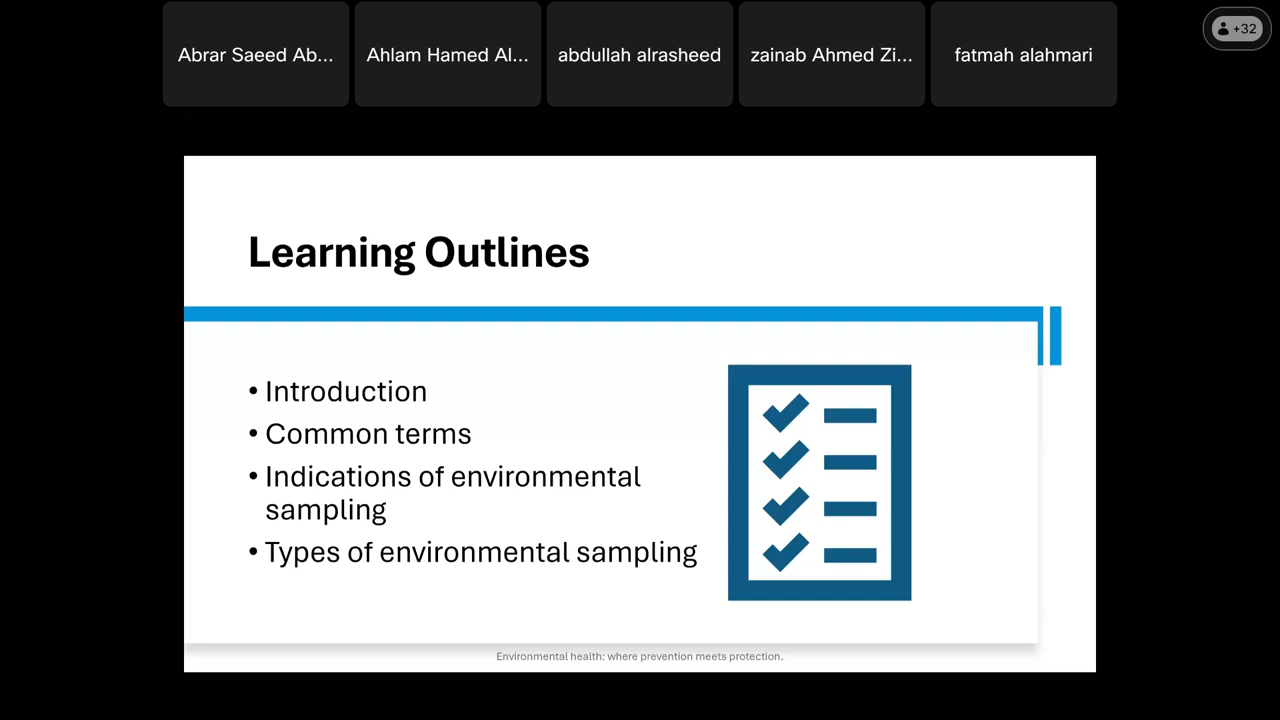 Abrar Saeed Ab...
Ahlam Hamed Al...
abdullah alrasheed
zainab Ahmed Zi...
fatmah alahmari
+32
Learning Outlines
• Introduction
• Common terms
• Indications of environmental
sampling
• Types of environmental sampling
Environmental health: where prevention meets protection.